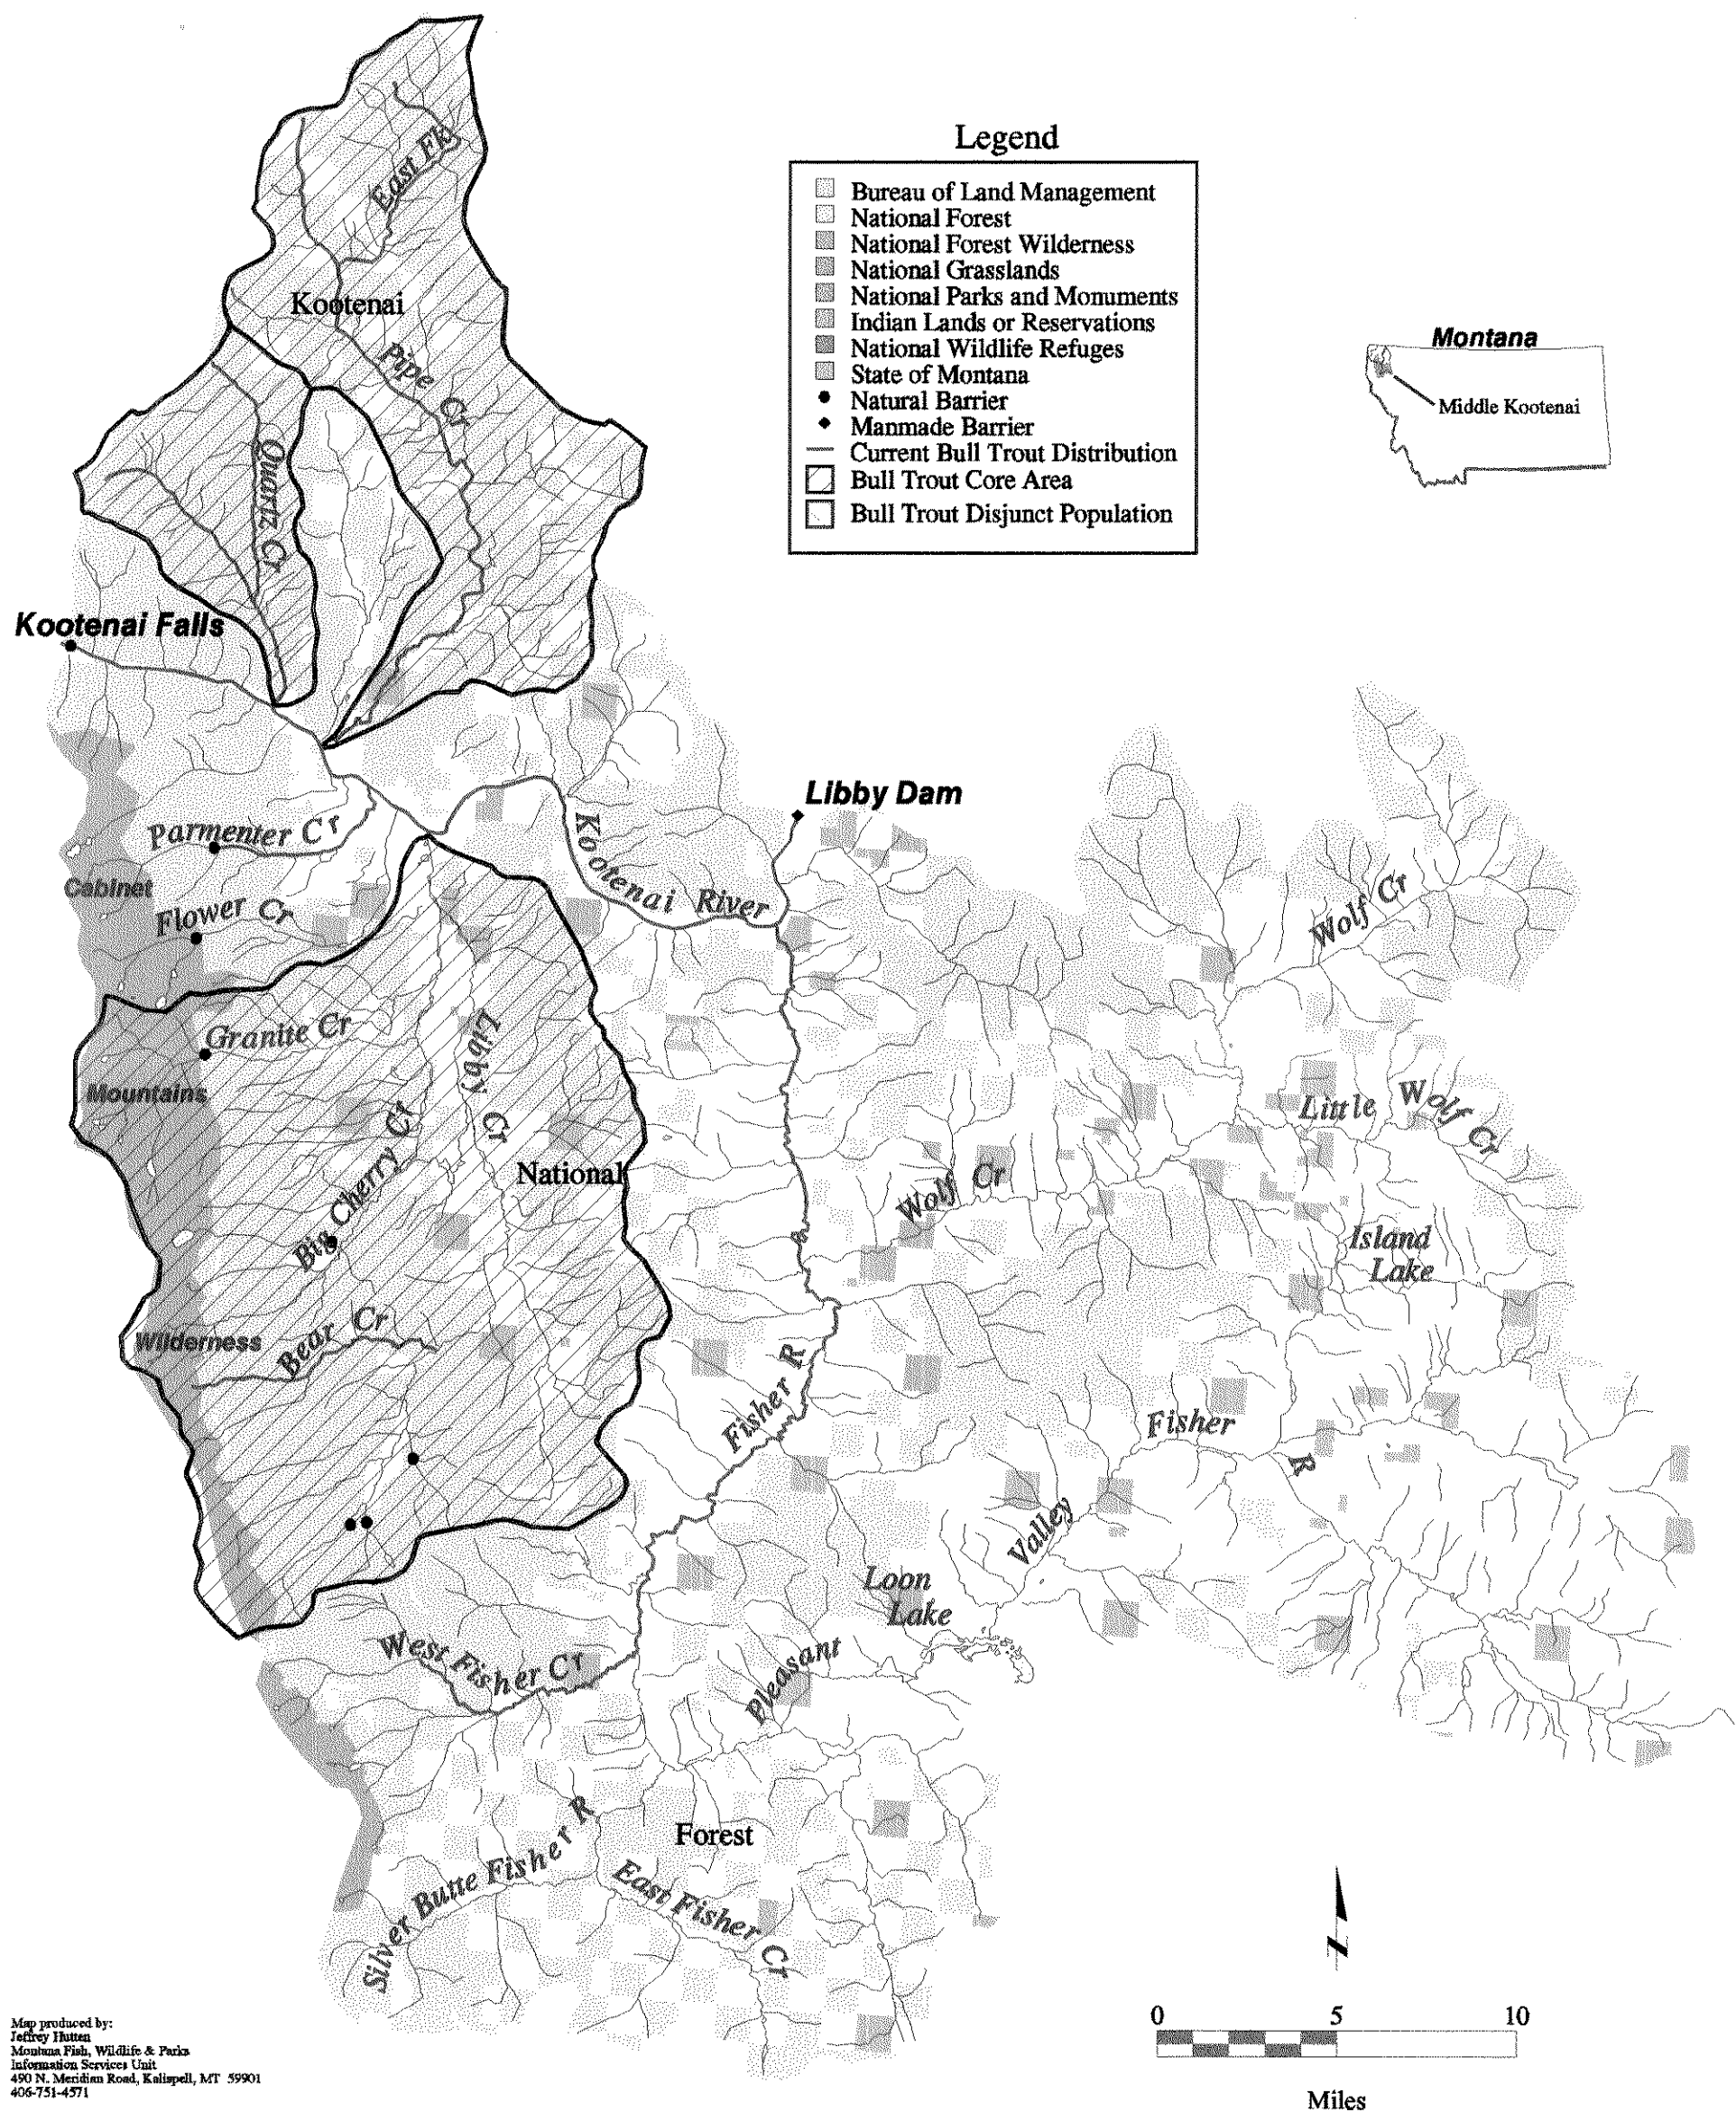 Legend
Bureau of Land Management
National Forest
National Forest Wilderness
National Grasslands
National Parks and Monuments
Indian Lands or Reservations
National Wildlife Refuges
State of Montana
Natural Barrier
Manmade Barrier
Current Bull Trout Distribution
Bull Trout Core Area
Bull Trout Disjunct Population
Montana
Middle Kootenai
East Fk
Kootenai
Pipe Cr
Quartz Cr
Kootenai Falls
Libby Dam
Parmenter Cr
Kootenai River
Cabinet
Flower Cr
Wolf Cr
Granite Cr
Libby Cr
Mountains
Little Wolf Cr
Big Cherry Cr
National
Wolf Cr
Island
Lake
Wilderness
Bear Cr
Fisher R
Fisher R
Valley
Loon
Lake
West Fisher Cr
Pleasant
Forest
Silver Butte Fisher R
East Fisher Cr
Map produced by:
Jeffrey Hutten
Montana Fish, Wildlife & Parks
Information Services Unit
490 N. Meridian Road, Kalispell, MT 59901
406-751-4571
N
0 5 10
Miles